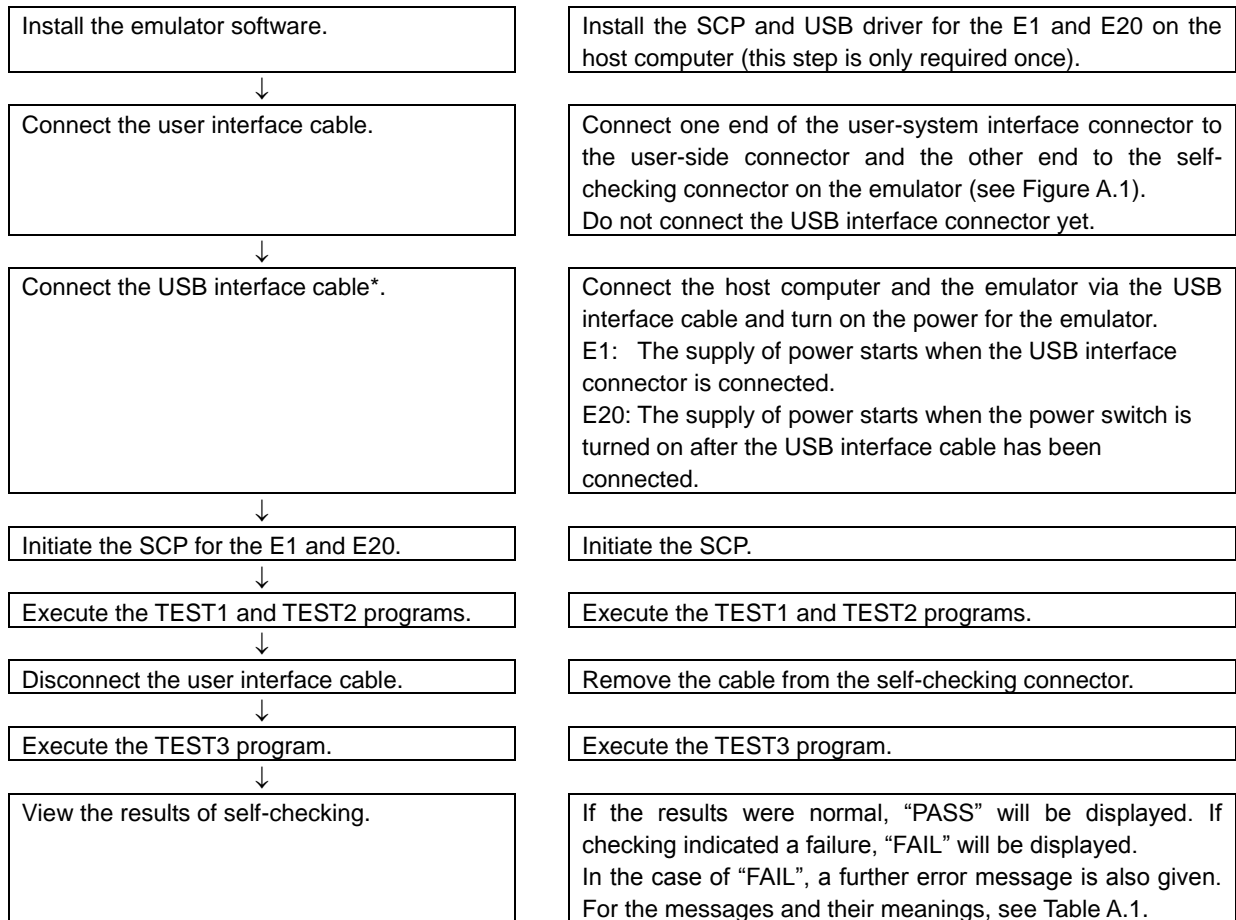 Install the emulator software.
Install the SCP and USB driver for the E1 and E20 on the
host computer (this step is only required once).
↓
Connect the user interface cable.
Connect one end of the user-system interface connector to
the user-side connector and the other end to the self-
checking connector on the emulator (see Figure A.1).
Do not connect the USB interface connector yet.
↓
Connect the USB interface cable*.
Connect the host computer and the emulator via the USB
interface cable and turn on the power for the emulator.
E1: The supply of power starts when the USB interface
connector is connected.
E20: The supply of power starts when the power switch is
turned on after the USB interface cable has been
connected.
↓
Initiate the SCP for the E1 and E20.
Initiate the SCP.
↓
Execute the TEST1 and TEST2 programs.
Execute the TEST1 and TEST2 programs.
↓
Disconnect the user interface cable.
Remove the cable from the self-checking connector.
↓
Execute the TEST3 program.
Execute the TEST3 program.
↓
View the results of self-checking.
If the results were normal, “PASS” will be displayed. If
checking indicated a failure, “FAIL” will be displayed.
In the case of “FAIL”, a further error message is also given.
For the messages and their meanings, see Table A.1.